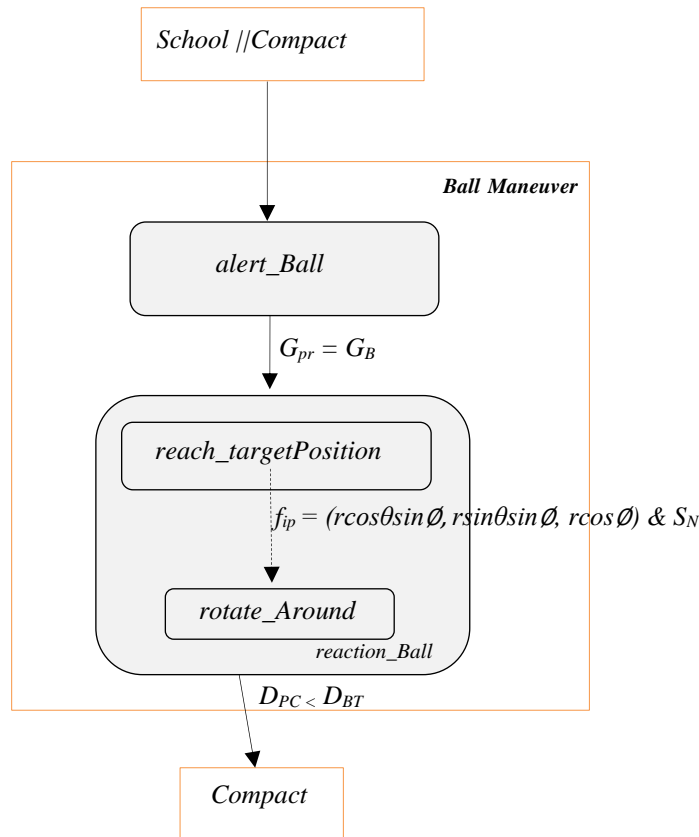 School //Compact
Ball Maneuver
alert_Ball
G_pr = G_B
reach_targetPosition
f_ip = (rcosθsin∅, rsinθsin∅, rcos∅) & S_N
rotate_Around
reaction_Ball
D_PC < D_BT
Compact